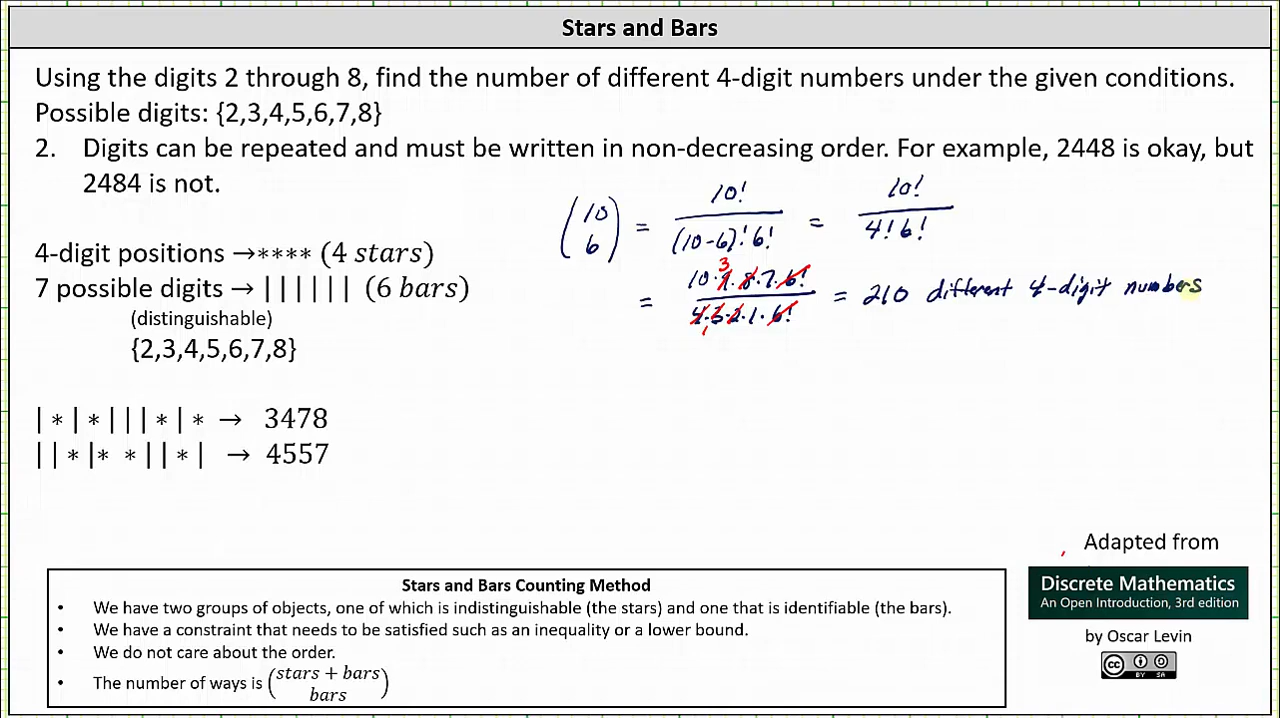 Stars and Bars
Using the digits 2 through 8, find the number of different 4-digit numbers under the given conditions.
Possible digits: {2,3,4,5,6,7,8}
2. Digits can be repeated and must be written in non-decreasing order. For example, 2448 is okay, but
2484 is not.
(10 6) = 10! / (10-6)! 6! = 10! / 4! 6!
= 10·9·8·7·6! / 4·3·2·1·6! = 210 different 4-digit numbers
3
1
4-digit positions →**** (4 stars)
7 possible digits → | | | | | | (6 bars)
(distinguishable)
{2,3,4,5,6,7,8}
| * | * | | | * | * → 3478
| | * | * * | | * | → 4557
Adapted from
Discrete Mathematics
An Open Introduction, 3rd edition
by Oscar Levin
cc BY SA
Stars and Bars Counting Method
• We have two groups of objects, one of which is indistinguishable (the stars) and one that is identifiable (the bars).
• We have a constraint that needs to be satisfied such as an inequality or a lower bound.
• We do not care about the order.
• The number of ways is (stars + bars
bars)